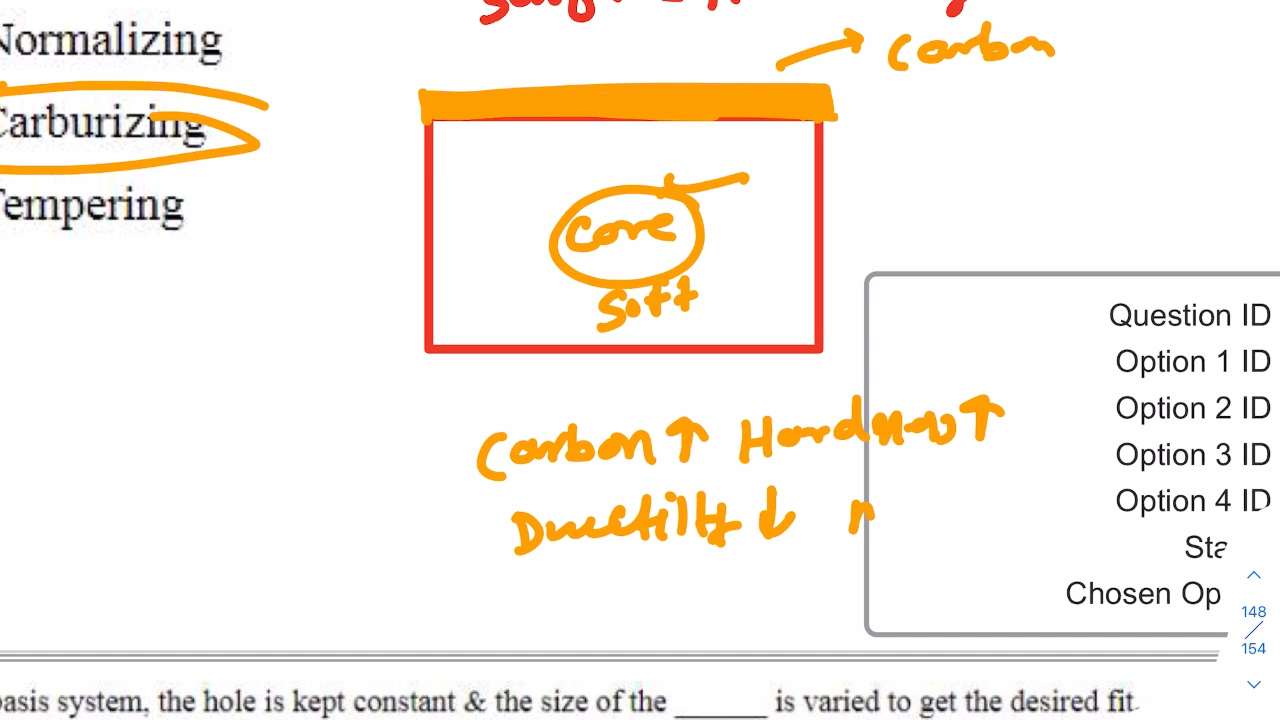 Normalizing
Carburizing
Tempering
Carbon
Core
Soft
Carbon↑ Hardness↑
Ductility↓
Question ID
Option 1 ID
Option 2 ID
Option 3 ID
Option 4 ID
Sta
Chosen Op
148
154
basis system, the hole is kept constant & the size of the ______ is varied to get the desired fit.